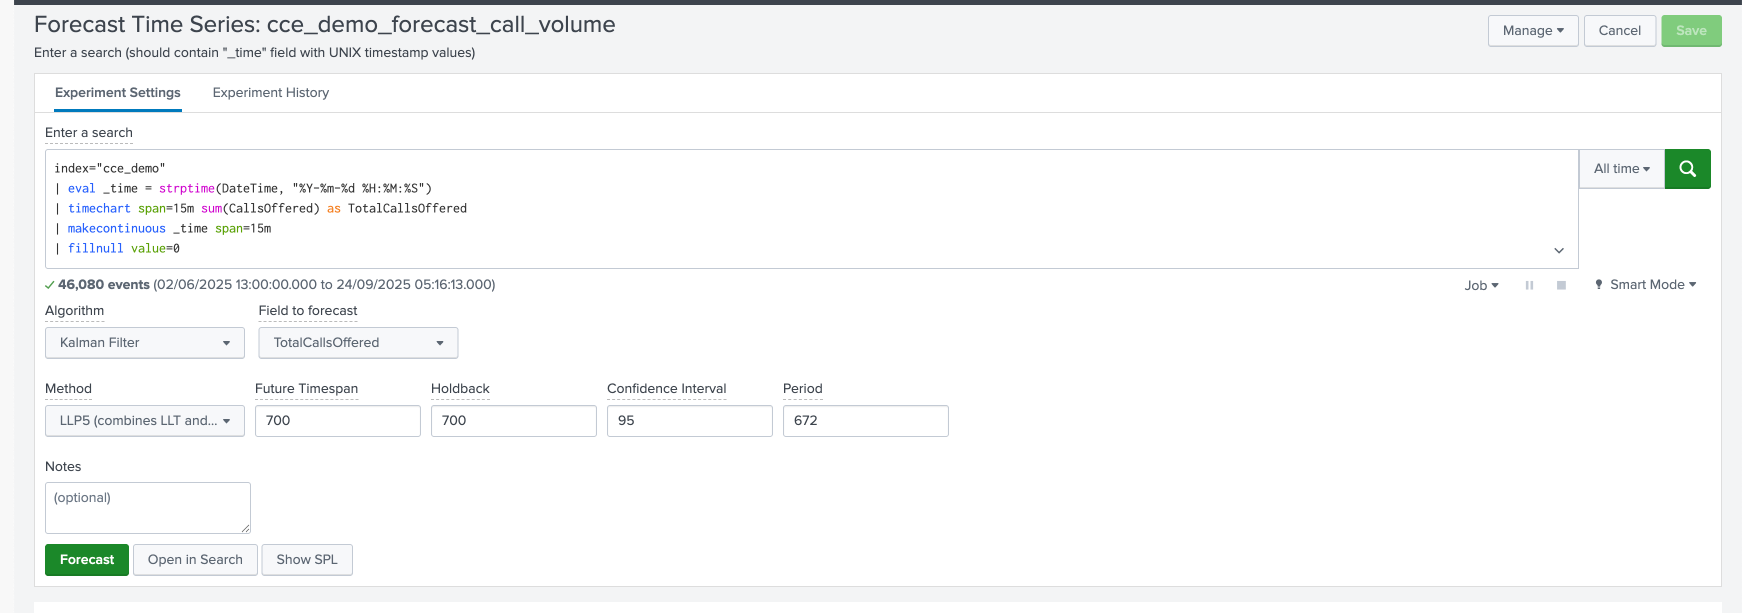 Forecast Time Series: cce_demo_forecast_call_volume
Manage
Cancel
Save
Enter a search (should contain "_time" field with UNIX timestamp values)
Experiment Settings
Experiment History
Enter a search
index="cce_demo"
| eval _time = strptime(DateTime, "%Y-%m-%d %H:%M:%S")
| timechart span=15m sum(CallsOffered) as TotalCallsOffered
| makecontinuous _time span=15m
| fillnull value=0
All time
46,080 events (02/06/2025 13:00:00.000 to 24/09/2025 05:16:13.000)
Job
Smart Mode
Algorithm
Field to forecast
Kalman Filter
TotalCallsOffered
Method
Future Timespan
Holdback
Confidence Interval
Period
LLP5 (combines LLT and...
700
700
95
672
Notes
(optional)
Forecast
Open in Search
Show SPL